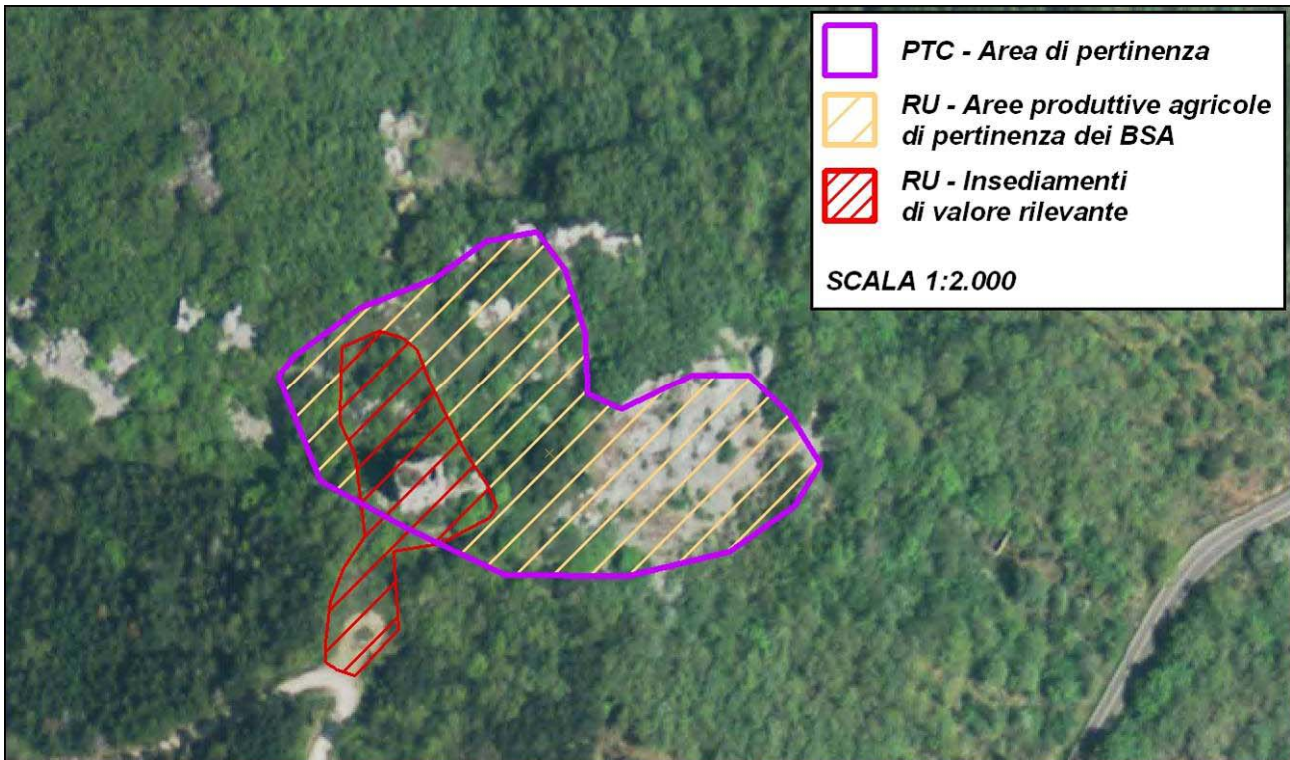 PTC - Area di pertinenza
RU - Aree produttive agricole
di pertinenza dei BSA
RU - Insediamenti
di valore rilevante
SCALA 1:2.000